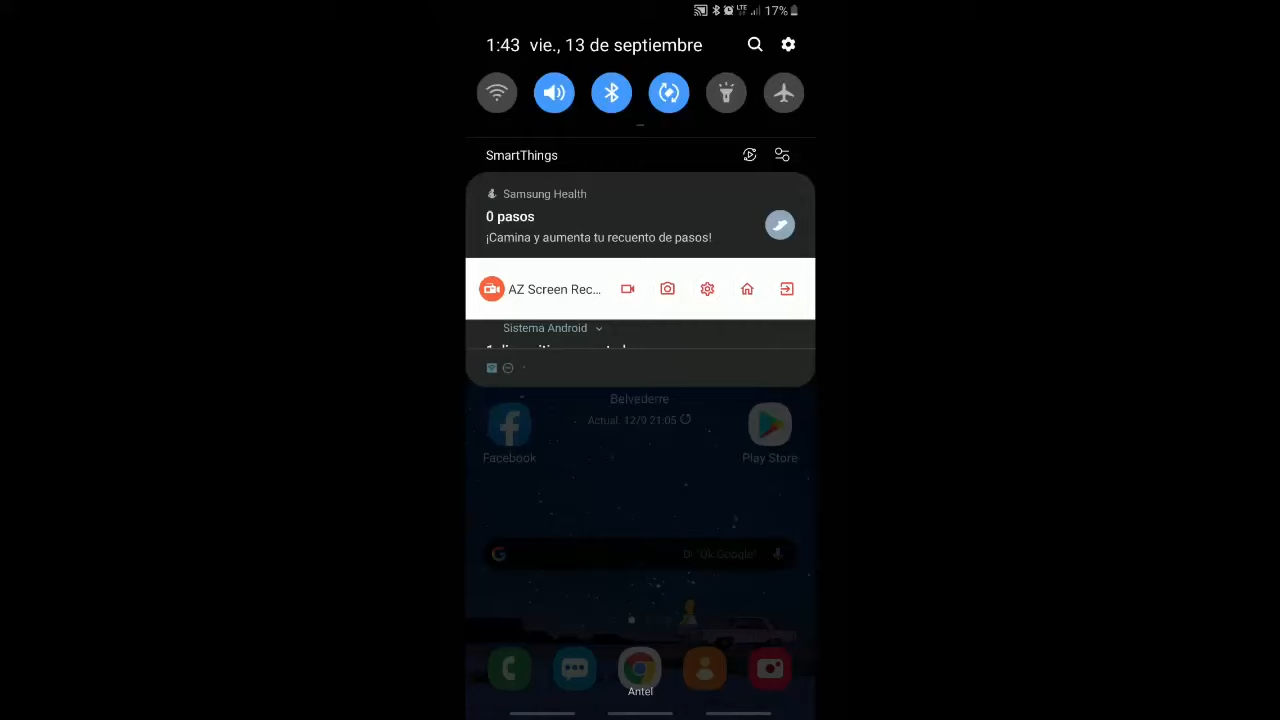 LTE 17%
1:43 vie., 13 de septiembre
SmartThings
Samsung Health
0 pasos
¡Camina y aumenta tu recuento de pasos!
AZ Screen Rec...
Sistema Android
Belvederre
Actual. 12/9 21:05
Facebook
Play Store
"Ok Google"
Antel